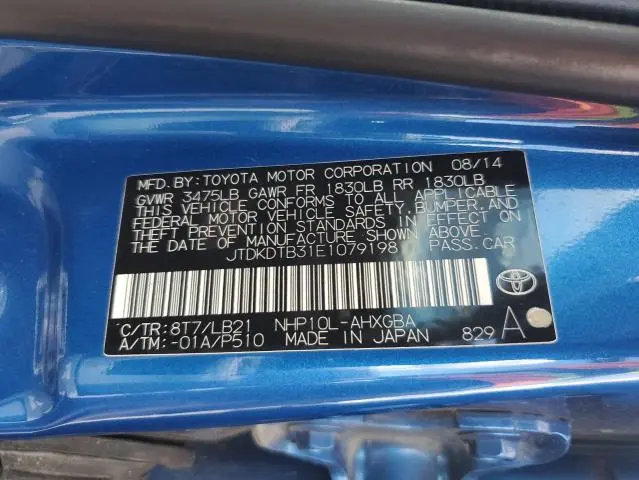 MFD.BY:TOYOTA MOTOR CORPORATION 08/14
GVWR 3475LB GAWR FR 1830LB RR 1830LB
THIS VEHICLE CONFORMS TO ALL APPLICABLE
FEDERAL MOTOR VEHICLE SAFETY,BUMPER,AND
THEFT PREVENTION STANDARDS IN EFFECT ON
THE DATE OF MANUFACTURE SHOWN ABOVE.
JTDKDTB31E1079198 PASS.CAR
C/TR:8T7/LB21 NHP10L-AHXGBA
A/TM:-01A/P510 MADE IN JAPAN 829 A